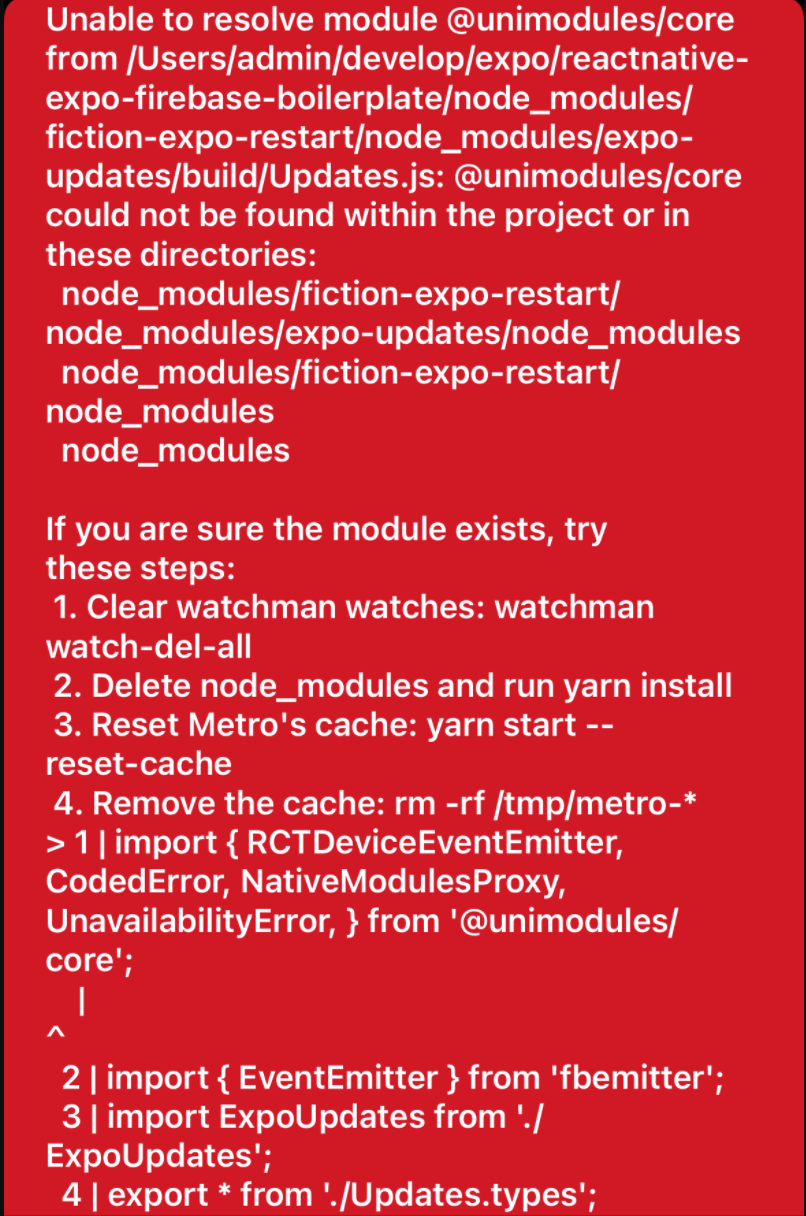 Unable to resolve module @unimodules/core
from /Users/admin/develop/expo/reactnative-
expo-firebase-boilerplate/node_modules/
fiction-expo-restart/node_modules/expo-
updates/build/Updates.js: @unimodules/core
could not be found within the project or in
these directories:
  node_modules/fiction-expo-restart/
node_modules/expo-updates/node_modules
  node_modules/fiction-expo-restart/
node_modules
  node_modules

If you are sure the module exists, try
these steps:
 1. Clear watchman watches: watchman
watch-del-all
 2. Delete node_modules and run yarn install
 3. Reset Metro's cache: yarn start --
reset-cache
 4. Remove the cache: rm -rf /tmp/metro-*
> 1 | import { RCTDeviceEventEmitter,
CodedError, NativeModulesProxy,
UnavailabilityError, } from '@unimodules/
core';
    |
^
  2 | import { EventEmitter } from 'fbemitter';
  3 | import ExpoUpdates from './
ExpoUpdates';
  4 | export * from './Updates.types';